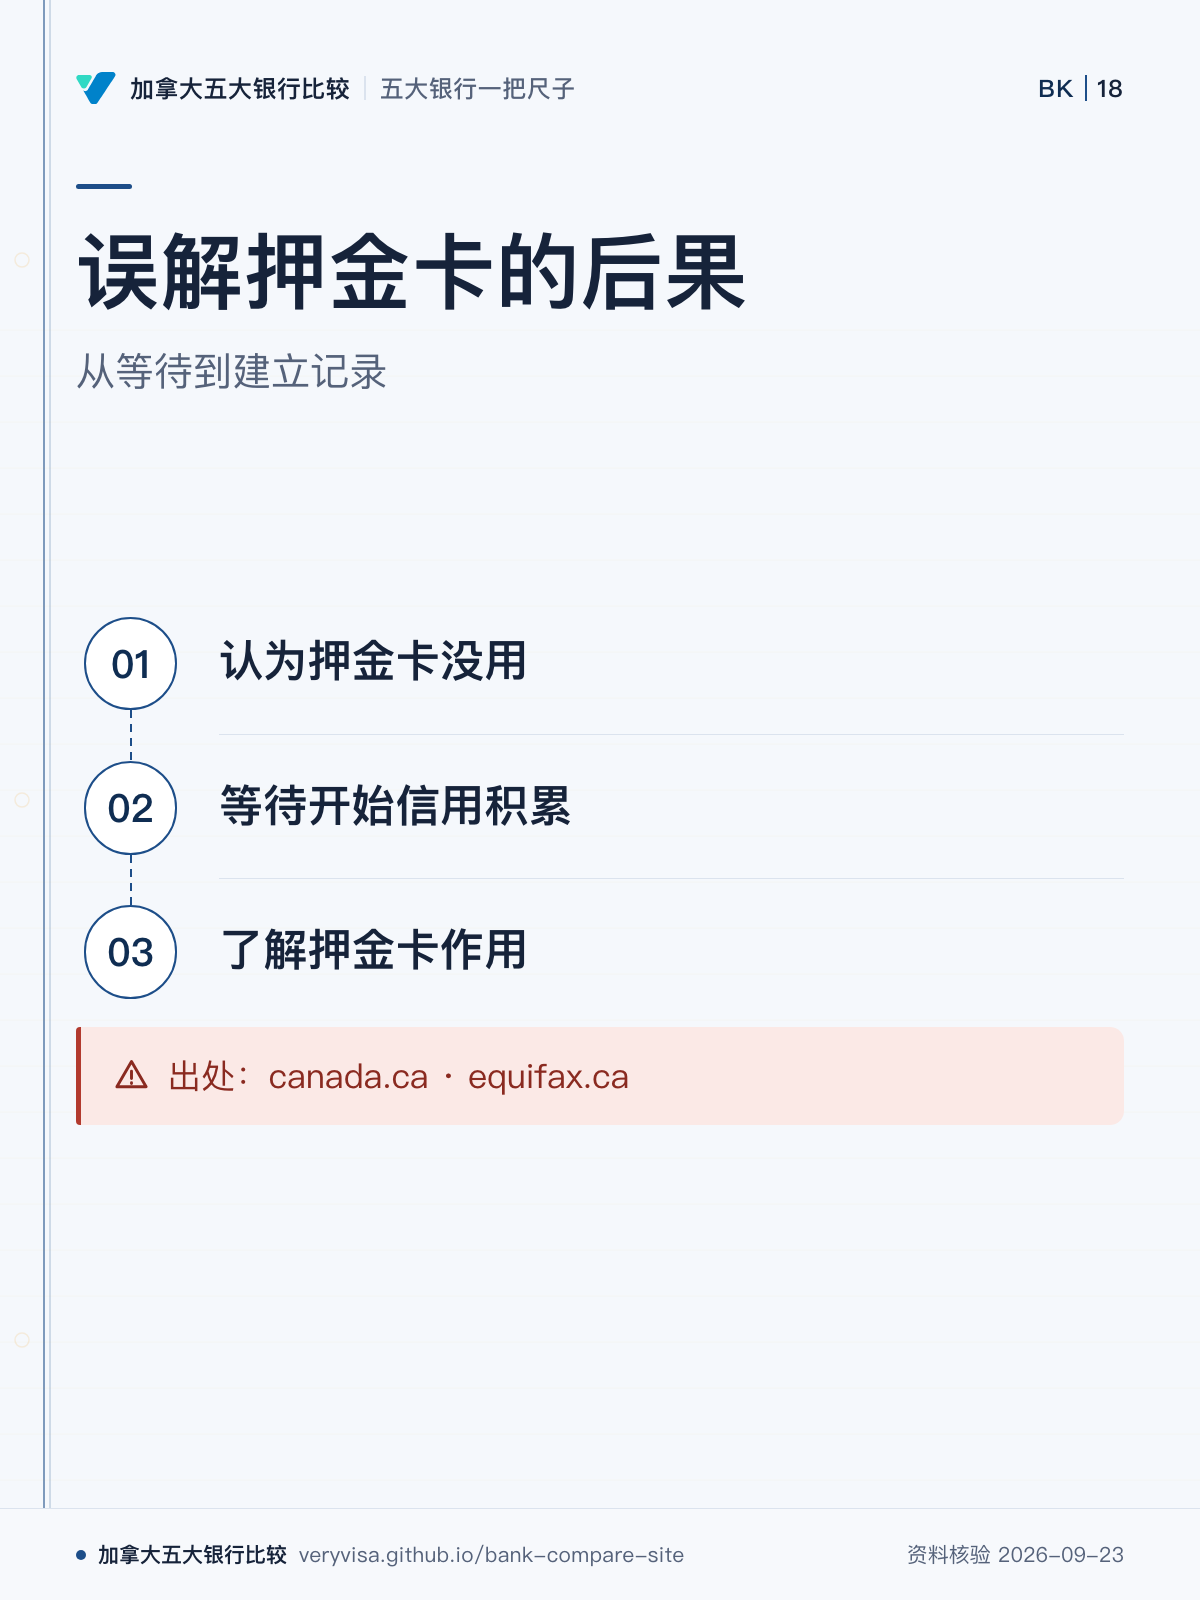 加拿大五大银行比较 五大银行一把尺子 BK 18
误解押金卡的后果
从等待到建立记录
01 认为押金卡没用
02 等待开始信用积累
03 了解押金卡作用
出处：canada.ca · equifax.ca
加拿大五大银行比较 veryvisa.github.io/bank-compare-site 资料核验 2026-09-23